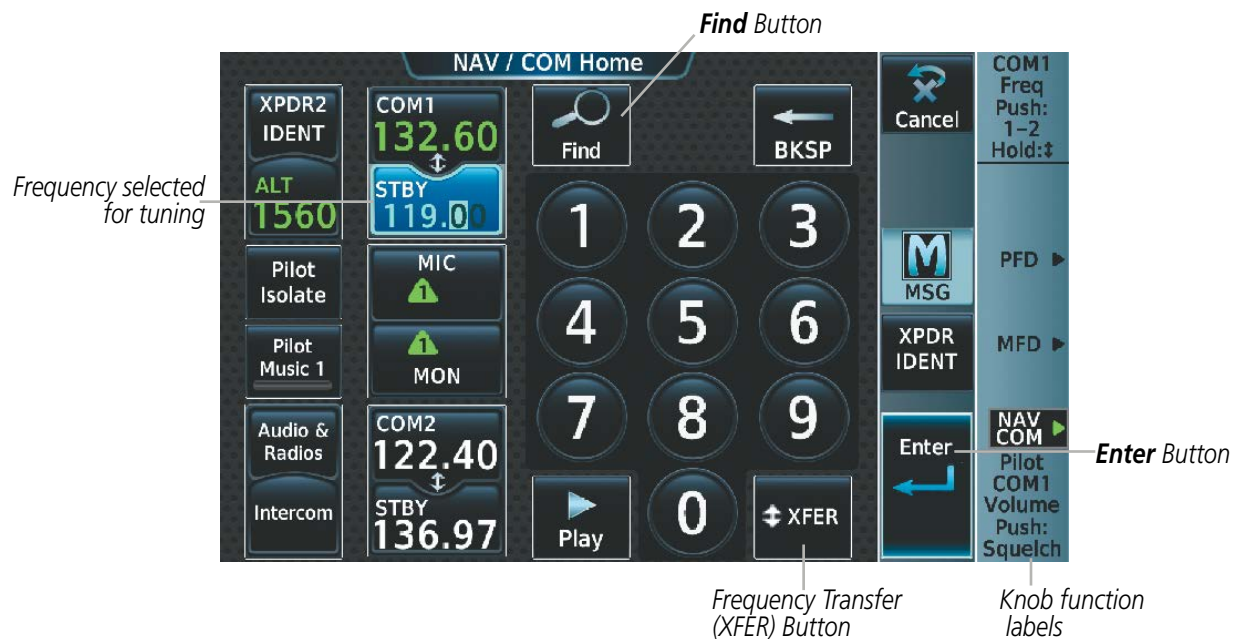 Find Button
NAV / COM Home
XPDR2
IDENT
ALT
1560
Pilot
Isolate
Pilot
Music 1
Audio &
Radios
Intercom
COM1
132.60
STBY
119.00
MIC
1
1
MON
COM2
122.40
STBY
136.97
Find
BKSP
1 2 3
4 5 6
7 8 9
Play
0
XFER
Cancel
M
MSG
XPDR
IDENT
Enter
COM1
Freq
Push:
1–2
Hold:↕
PFD
MFD
NAV
COM
Pilot
COM1
Volume
Push:
Squelch
Frequency selected
for tuning
Enter Button
Frequency Transfer
(XFER) Button
Knob function
labels